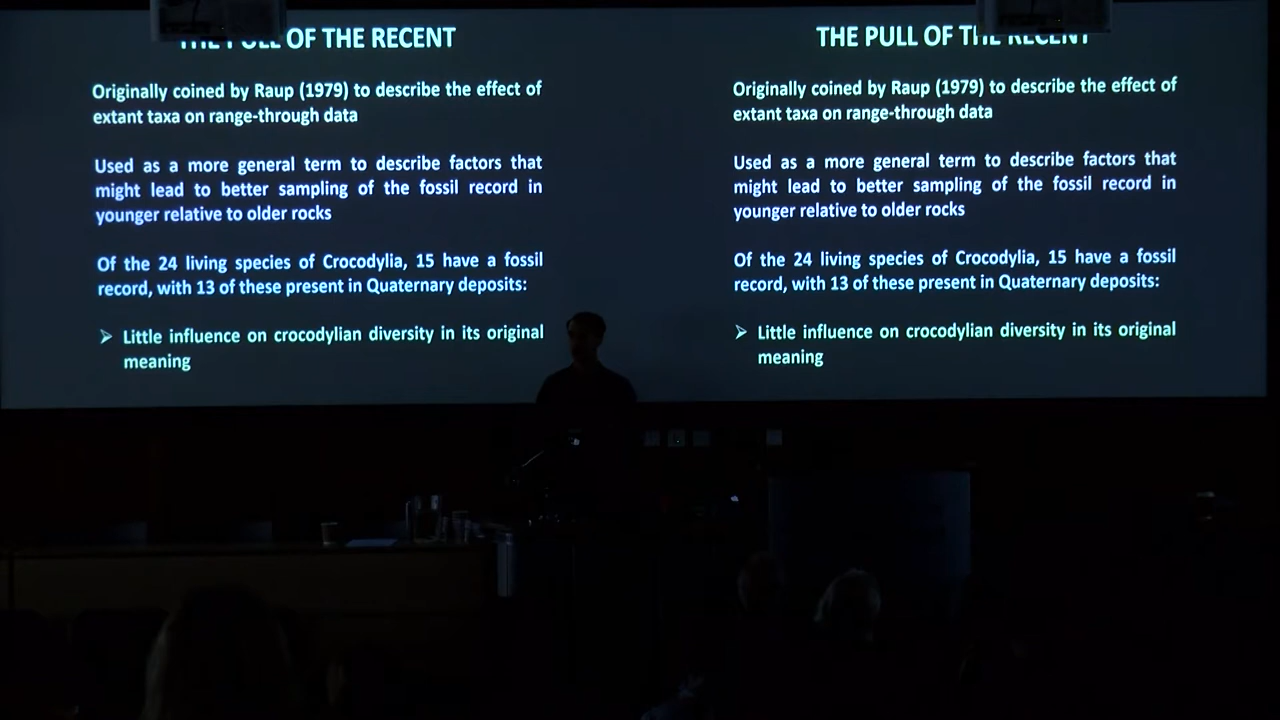 THE PULL OF THE RECENT
Originally coined by Raup (1979) to describe the effect of
extant taxa on range-through data
Used as a more general term to describe factors that
might lead to better sampling of the fossil record in
younger relative to older rocks
Of the 24 living species of Crocodylia, 15 have a fossil
record, with 13 of these present in Quaternary deposits:
➢ Little influence on crocodylian diversity in its original
meaning
THE PULL OF THE RECENT
Originally coined by Raup (1979) to describe the effect of
extant taxa on range-through data
Used as a more general term to describe factors that
might lead to better sampling of the fossil record in
younger relative to older rocks
Of the 24 living species of Crocodylia, 15 have a fossil
record, with 13 of these present in Quaternary deposits:
➢ Little influence on crocodylian diversity in its original
meaning